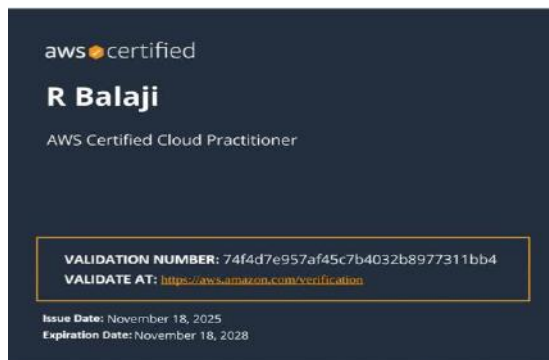 aws certified
R Balaji
AWS Certified Cloud Practitioner
VALIDATION NUMBER: 74f4d7e957af45c7b4032b8977311bb4
VALIDATE AT: https://aws.amazon.com/verification
Issue Date: November 18, 2025
Expiration Date: November 18, 2028